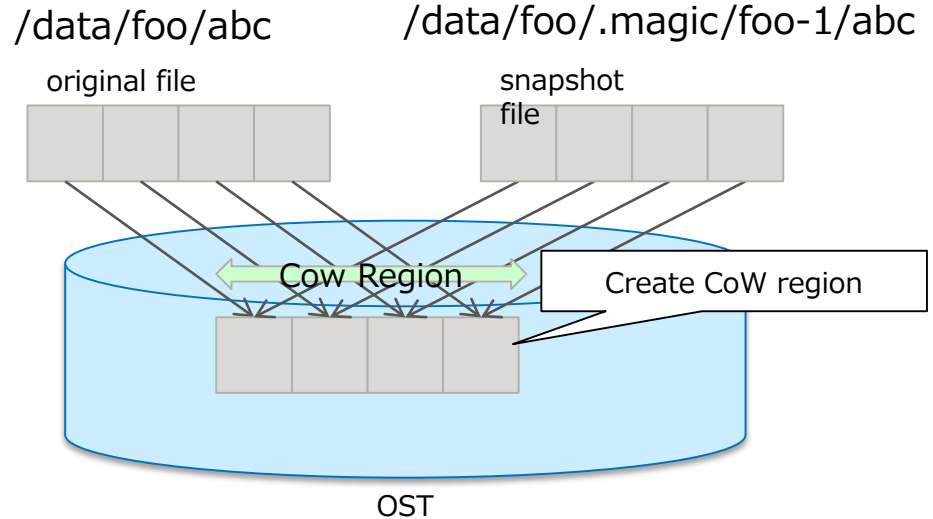 /data/foo/abc
/data/foo/.magic/foo-1/abc
original file
snapshot
file
Cow Region
Create CoW region
OST